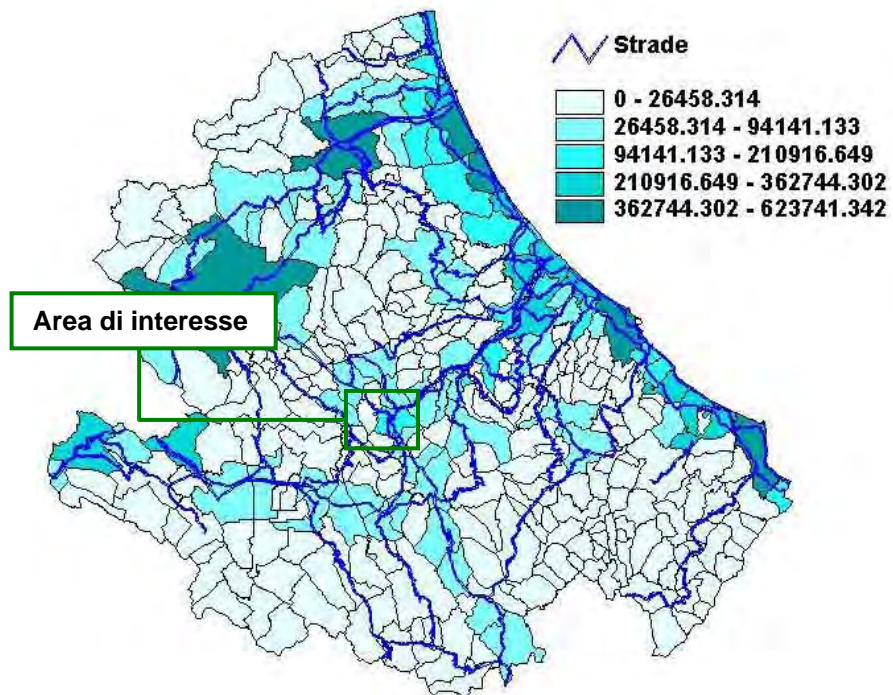 Strade
0 - 26458.314
26458.314 - 94141.133
94141.133 - 210916.649
210916.649 - 362744.302
362744.302 - 623741.342
Area di interesse